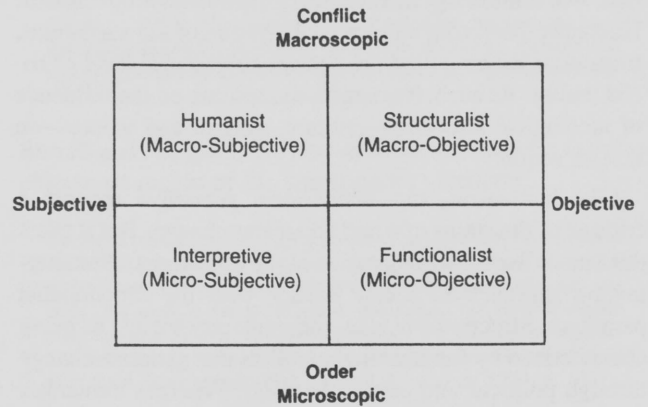 Conflict
Macroscopic
Humanist
(Macro-Subjective)
Structuralist
(Macro-Objective)
Subjective
Objective
Interpretive
(Micro-Subjective)
Functionalist
(Micro-Objective)
Order
Microscopic